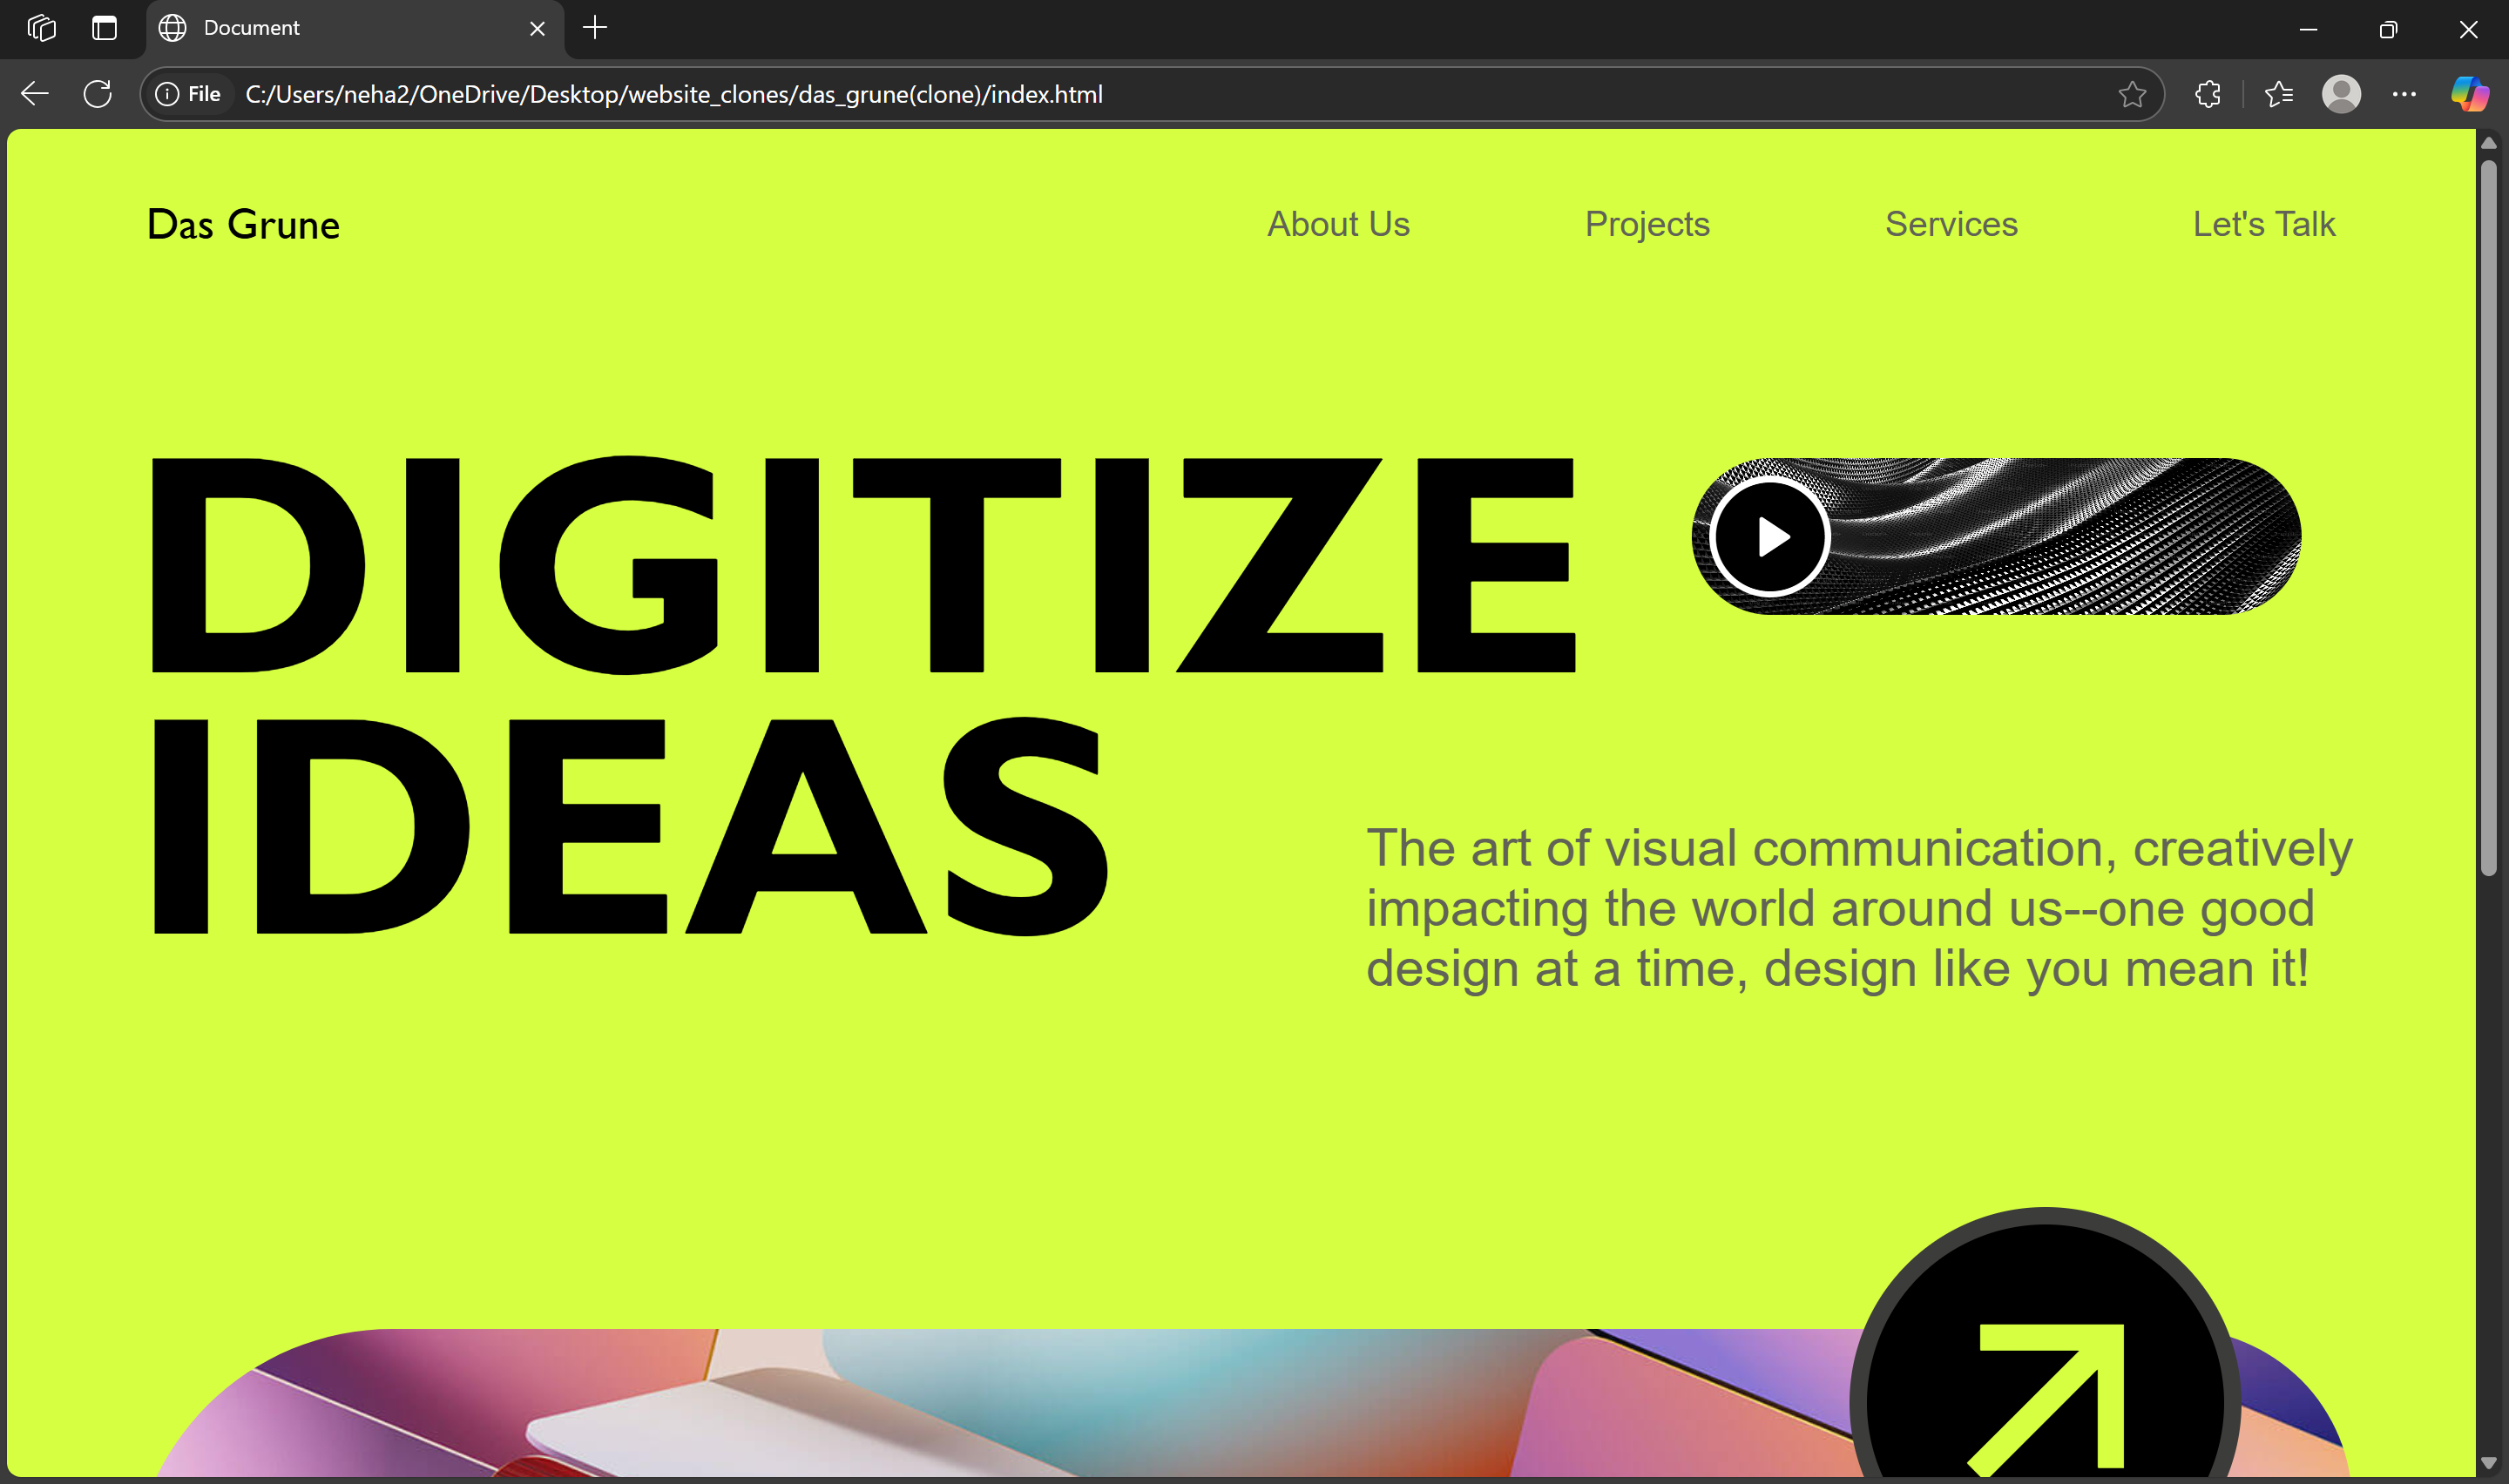 Document
File C:/Users/neha2/OneDrive/Desktop/website_clones/das_grune(clone)/index.html
Das Grune
About Us Projects Services Let's Talk
DIGITIZE
IDEAS
The art of visual communication, creatively
impacting the world around us--one good
design at a time, design like you mean it!